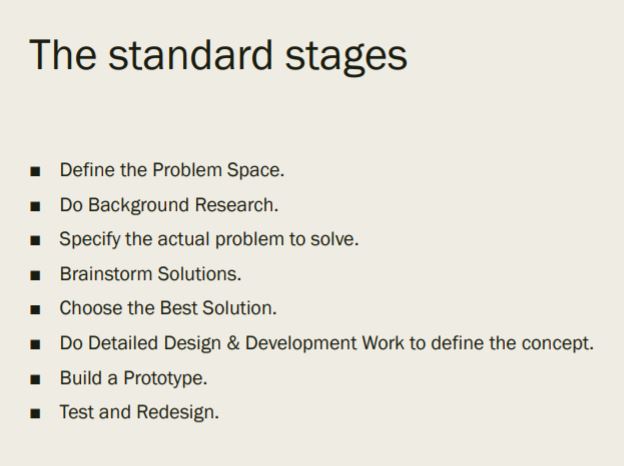 The standard stages
▪ Define the Problem Space.
▪ Do Background Research.
▪ Specify the actual problem to solve.
▪ Brainstorm Solutions.
▪ Choose the Best Solution.
▪ Do Detailed Design & Development Work to define the concept.
▪ Build a Prototype.
▪ Test and Redesign.